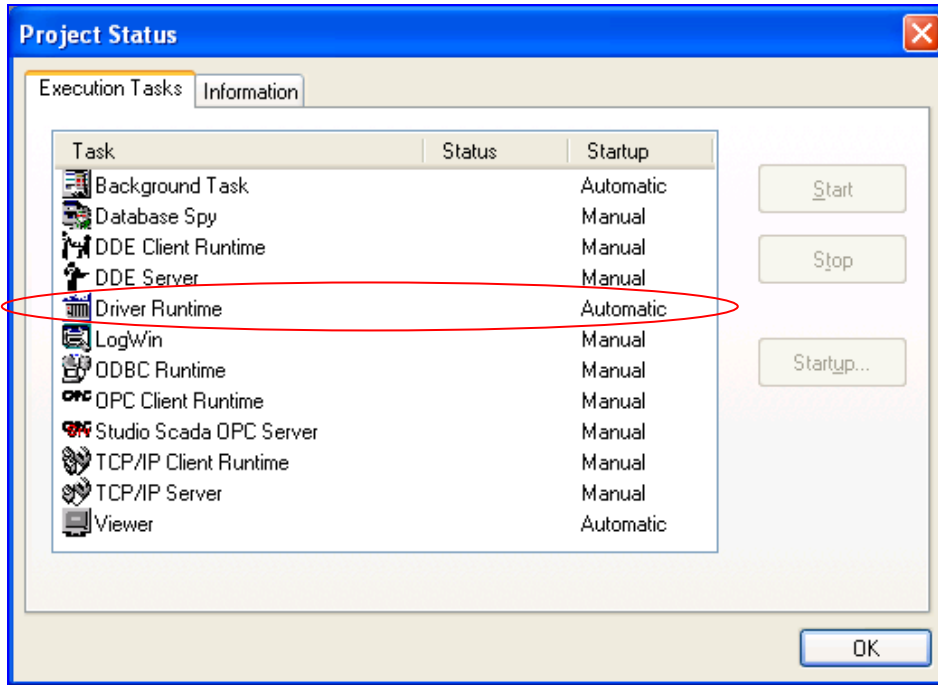 Project Status
Execution Tasks Information
Task Status Startup
Background Task Automatic
Database Spy Manual
DDE Client Runtime Manual
DDE Server Manual
Driver Runtime Automatic
LogWin Manual
ODBC Runtime Manual
OPC OPC Client Runtime Manual
Studio Scada OPC Server Manual
TCP/IP Client Runtime Manual
TCP/IP Server Manual
Viewer Automatic
Start
Stop
Startup...
OK